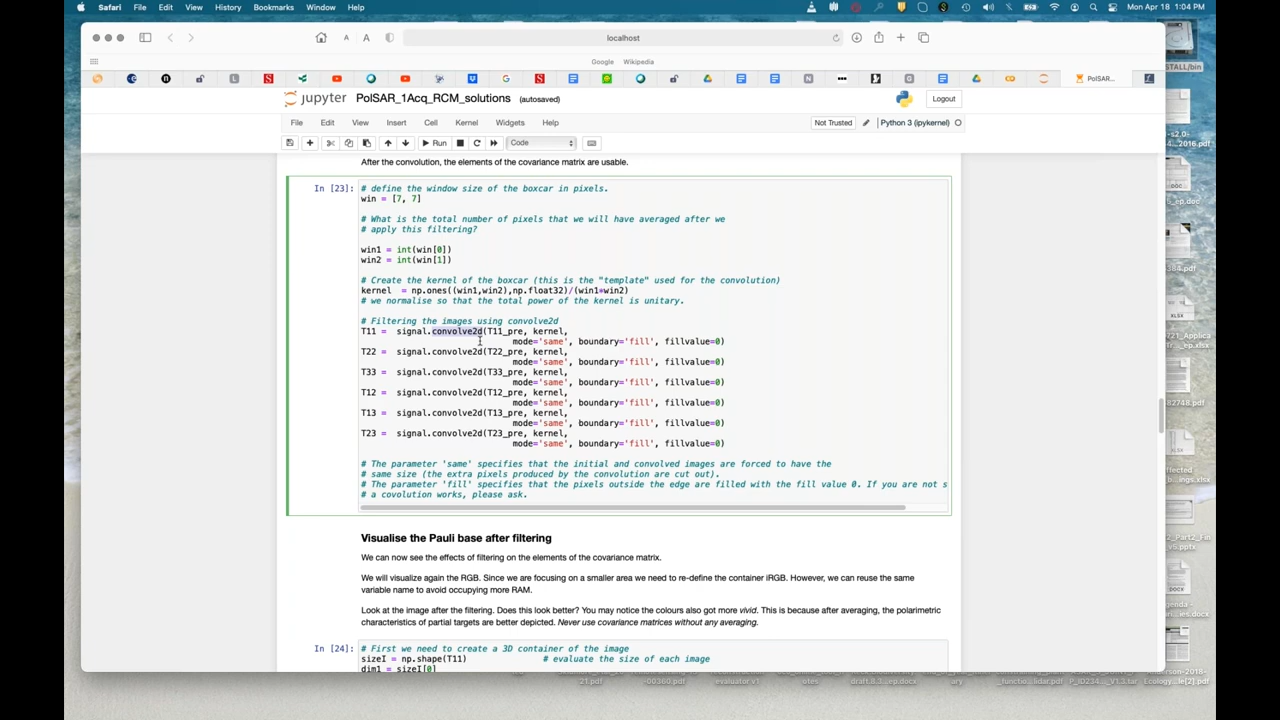 Safari File Edit View History Bookmarks Window Help Mon Apr 18 1:04 PM
A A localhost
Google Wikipedia
PolSAR...
jupyter PolSAR_1Acq_RCM_solutions (autosaved) Logout
File Edit View Insert Cell Kernel Widgets Help Not Trusted Python 3 (ipykernel)
Run Code
After the convolution, the elements of the covariance matrix are usable.
In [23]: # define the window size of the boxcar in pixels.
win = [7, 7]
# What is the total number of pixels that we will have averaged after we
# apply this filtering?
win1 = int(win[0])
win2 = int(win[1])
# Create the kernel of the boxcar (this is the "template" used for the convolution)
kernel = np.ones((win1,win2),np.float32)/(win1*win2)
# we normalise so that the total power of the kernel is unitary.
# Filtering the images using convolve2d
T11 = signal.convolve2d(T11_pre, kernel,
mode='same', boundary='fill', fillvalue=0)
T22 = signal.convolve2d(T22_pre, kernel,
mode='same', boundary='fill', fillvalue=0)
T33 = signal.convolve2d(T33_pre, kernel,
mode='same', boundary='fill', fillvalue=0)
T12 = signal.convolve2d(T12_pre, kernel,
mode='same', boundary='fill', fillvalue=0)
T13 = signal.convolve2d(T13_pre, kernel,
mode='same', boundary='fill', fillvalue=0)
T23 = signal.convolve2d(T23_pre, kernel,
mode='same', boundary='fill', fillvalue=0)
# The parameter 'same' specifies that the initial and convolved images are forced to have the
# same size (the extra pixels produced by the convolution are cut out).
# The parameter 'fill' specifies that the pixels outside the edge are filled with the fill value 0. If you are not s
# a covolution works, please ask.
Visualise the Pauli base after filtering
We can now see the effects of filtering on the elements of the covariance matrix.
We will visualize again the RGB. Since we are focusing on a smaller area we need to re-define the container iRGB. However, we can reuse the same
variable name to avoid occupying more RAM.
Look at the image after the filtering. Does this look better? You may notice the colours also got more vivid. This is because after averaging, the polarimetric
characteristics of partial targets are better depicted. Never use covariance matrices without any averaging.
In [24]: # First we need to create a 3D container of the image
sizeI = np.shape(T11) # evaluate the size of each image
dim1 = sizeI[0]